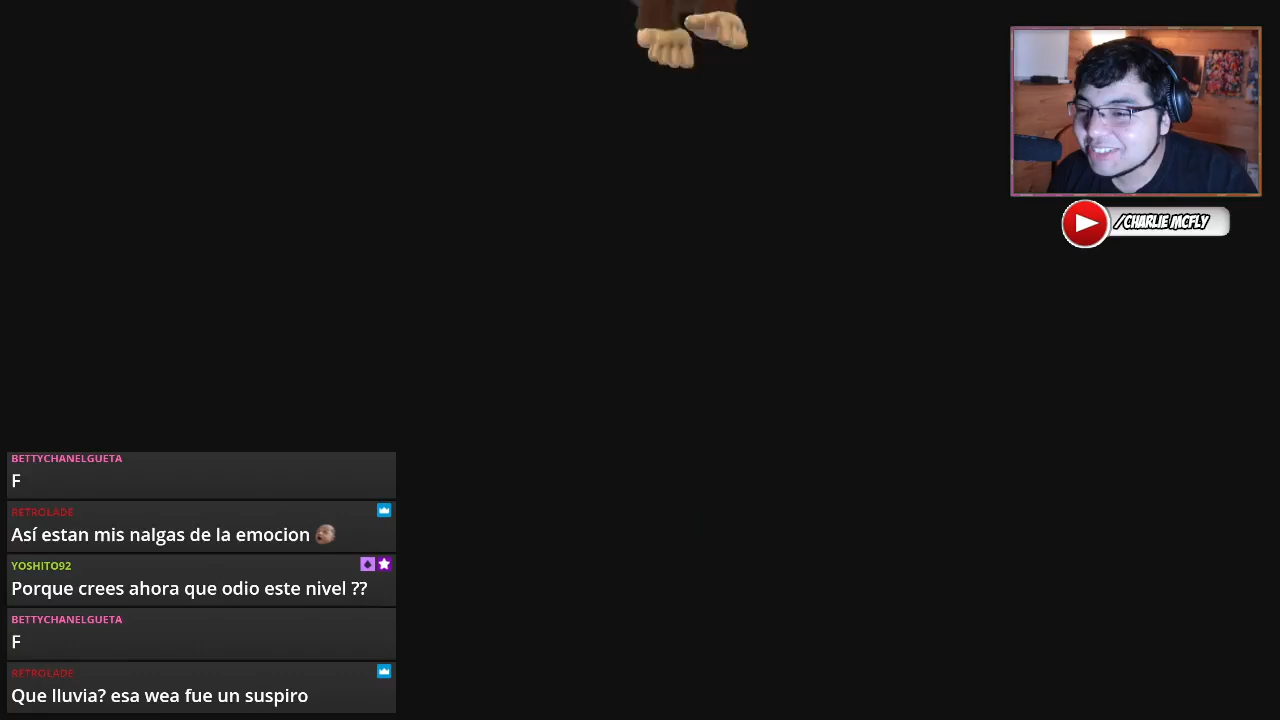 /CHARLIE MCFLY
BETTYCHANELGUETA
F
RETROLADE
Así estan mis nalgas de la emocion
YOSHITO92
Porque crees ahora que odio este nivel ??
BETTYCHANELGUETA
F
RETROLADE
Que lluvia? esa wea fue un suspiro